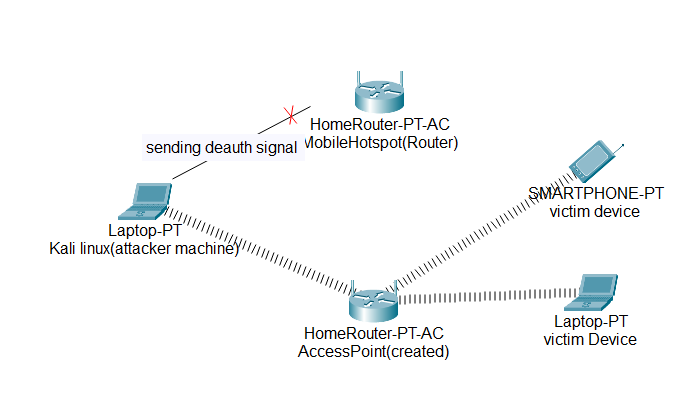 HomeRouter-PT-AC
MobileHotspot(Router)
sending deauth signal
SMARTPHONE-PT
victim device
Laptop-PT
Kali linux(attacker machine)
HomeRouter-PT-AC
AccessPoint(created)
Laptop-PT
victim Device